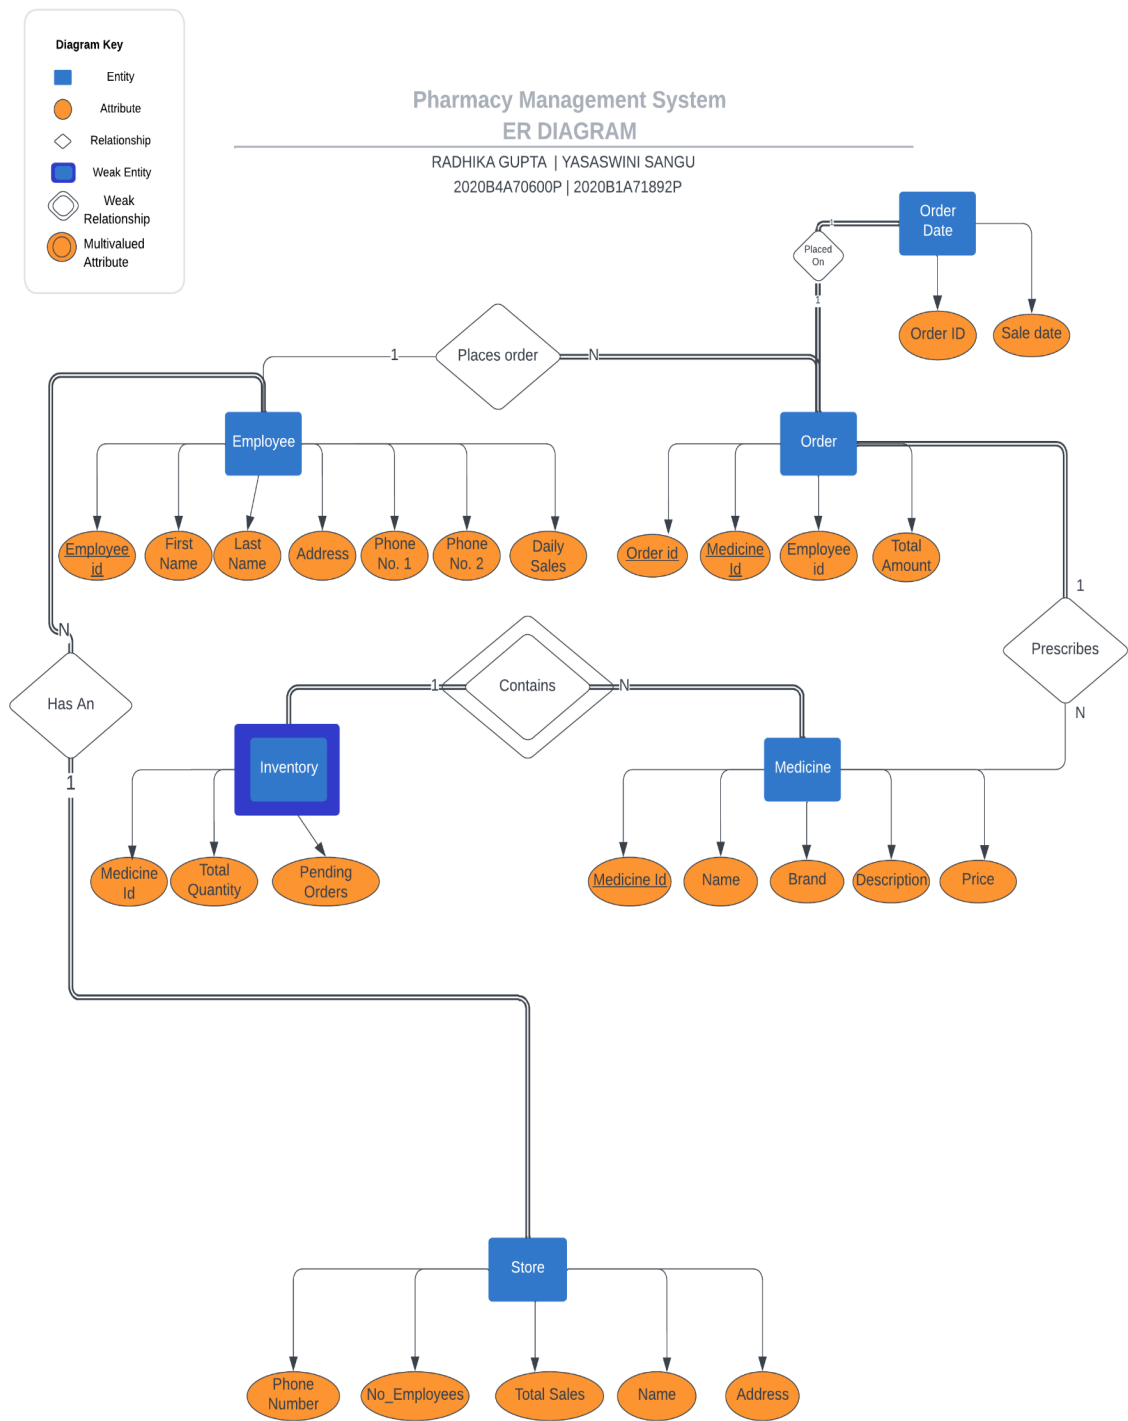 Diagram Key
Entity
Attribute
Relationship
Weak Entity
Weak
Relationship
Multivalued
Attribute
Pharmacy Management System
ER DIAGRAM
RADHIKA GUPTA | YASASWINI SANGU
2020B4A70600P | 2020B1A71892P
Order
Date
1
Placed
On
1
Order ID
Sale date
1
Places order
N
Employee
Order
Employee
id
First
Name
Last
Name
Address
Phone
No. 1
Phone
No. 2
Daily
Sales
Order id
Medicine
Id
Employee
id
Total
Amount
1
Prescribes
N
N
Has An
1
1
Contains
N
Inventory
Medicine
Medicine
Id
Total
Quantity
Pending
Orders
Medicine Id
Name
Brand
Description
Price
Store
Phone
Number
No_Employees
Total Sales
Name
Address